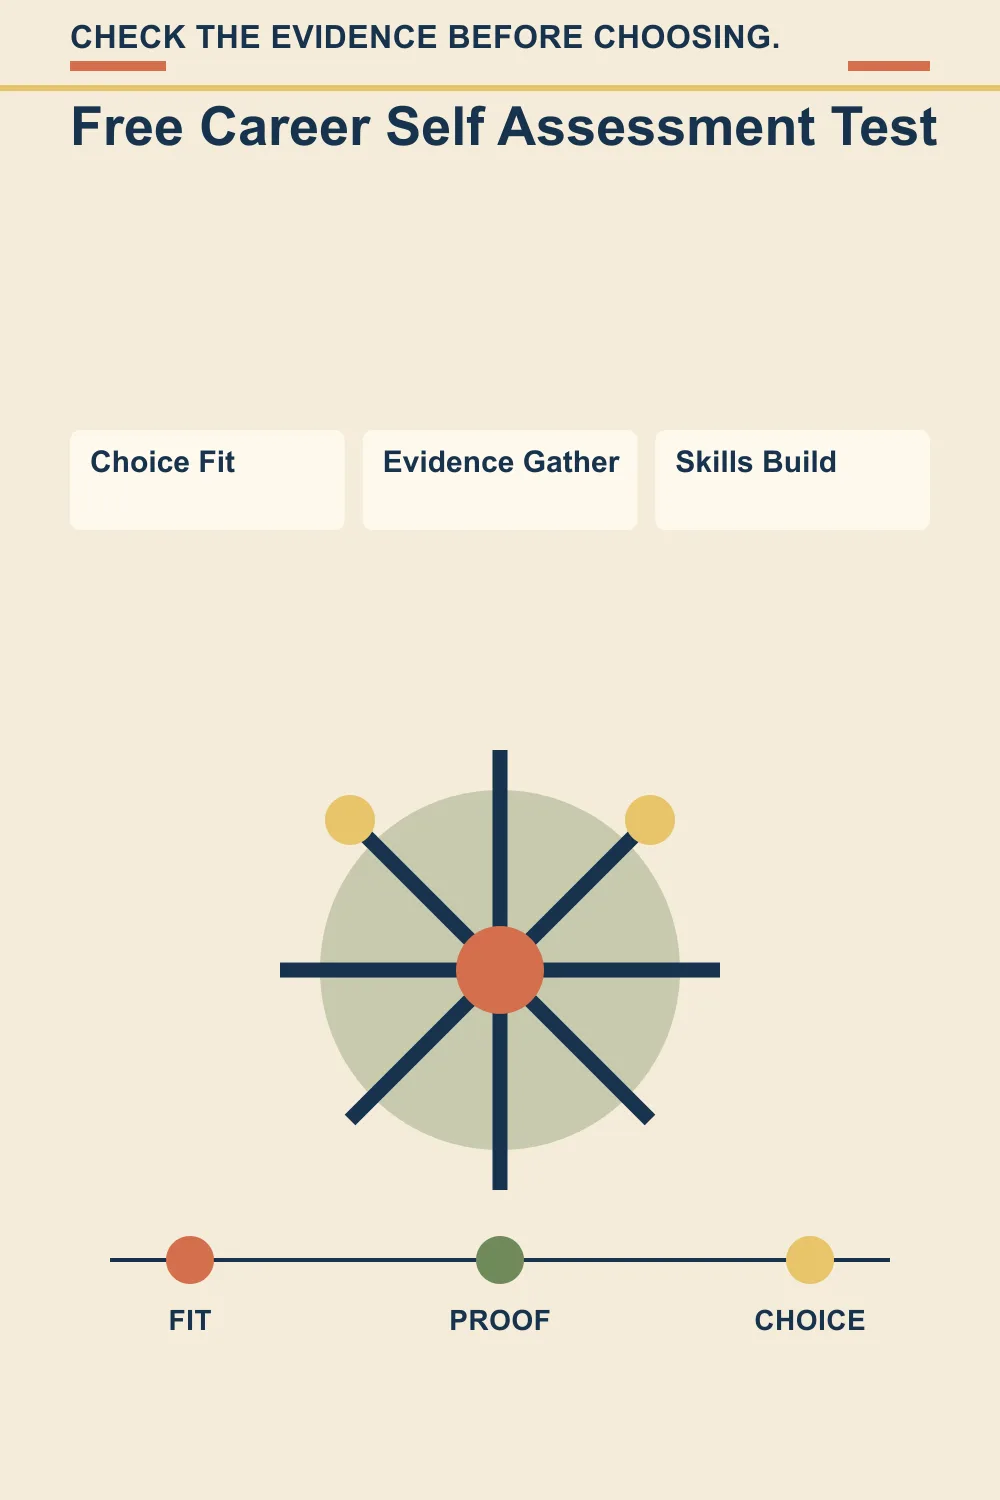 CHECK THE EVIDENCE BEFORE CHOOSING.
Free Career Self Assessment Test
Choice Fit
Evidence Gather
Skills Build
FIT
PROOF
CHOICE